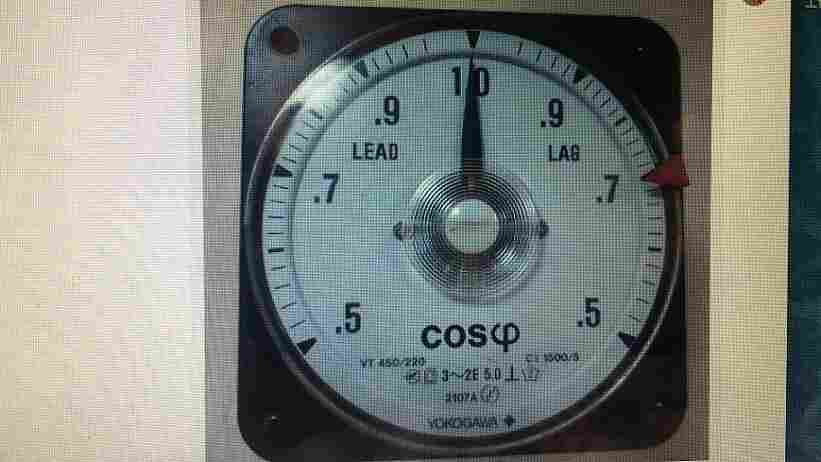 1.0
.9 .9
LEAD LAG
.7 .7
.5 .5
cosφ
VT 450/220 CT 1500/5
3~2E 5.0
2107A
YOKOGAWA